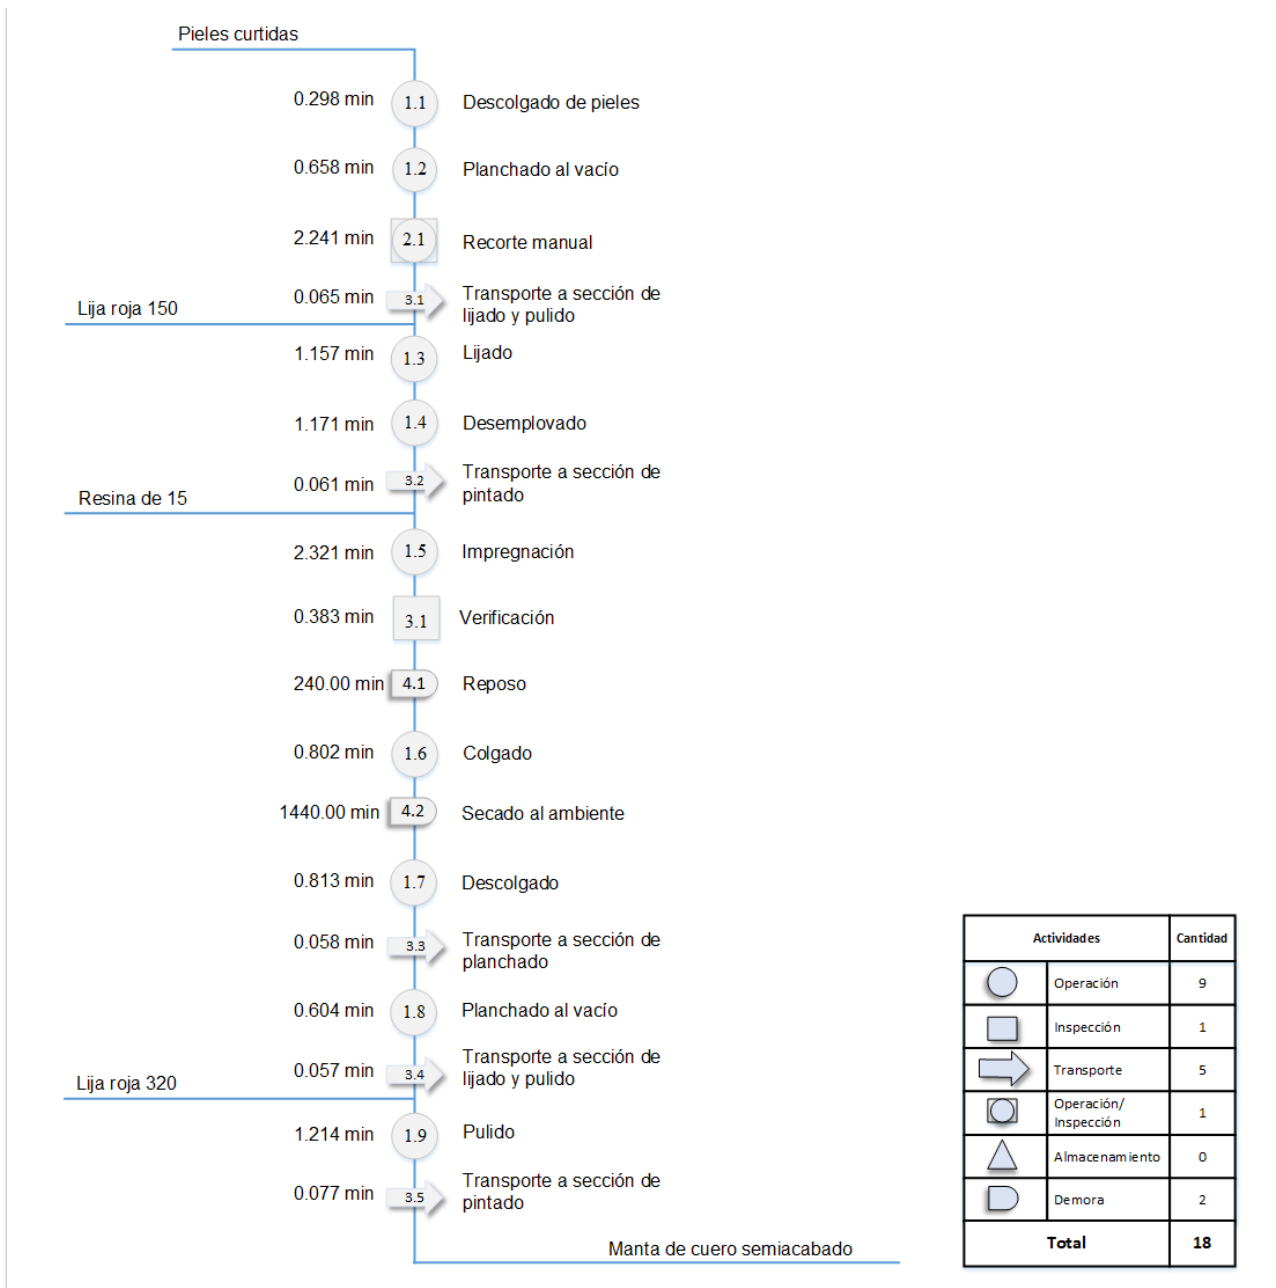 Pieles curtidas
0.298 min 1.1 Descolgado de pieles
0.658 min 1.2 Planchado al vacío
2.241 min 2.1 Recorte manual
0.065 min 3.1 Transporte a sección de
lijado y pulido
Lija roja 150
1.157 min 1.3 Lijado
1.171 min 1.4 Desemplovado
0.061 min 3.2 Transporte a sección de
pintado
Resina de 15
2.321 min 1.5 Impregnación
0.383 min 3.1 Verificación
240.00 min 4.1 Reposo
0.802 min 1.6 Colgado
1440.00 min 4.2 Secado al ambiente
0.813 min 1.7 Descolgado
0.058 min 3.3 Transporte a sección de
planchado
0.604 min 1.8 Planchado al vacío
0.057 min 3.4 Transporte a sección de
lijado y pulido
Lija roja 320
1.214 min 1.9 Pulido
0.077 min 3.5 Transporte a sección de
pintado
Manta de cuero semiacabado
Actividades Cantidad
Operación 9
Inspección 1
Transporte 5
Operación/
Inspección 1
Almacenamiento 0
Demora 2
Total 18